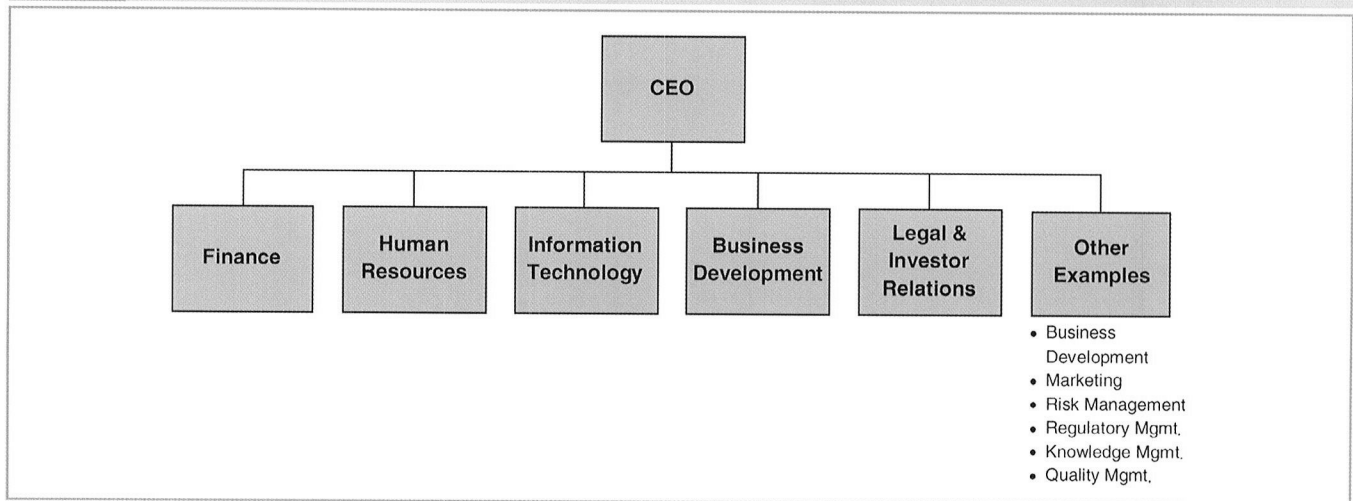 CEO
Finance
Human
Resources
Information
Technology
Business
Development
Legal &
Investor
Relations
Other
Examples
• Business
Development
• Marketing
• Risk Management
• Regulatory Mgmt.
• Knowledge Mgmt.
• Quality Mgmt.